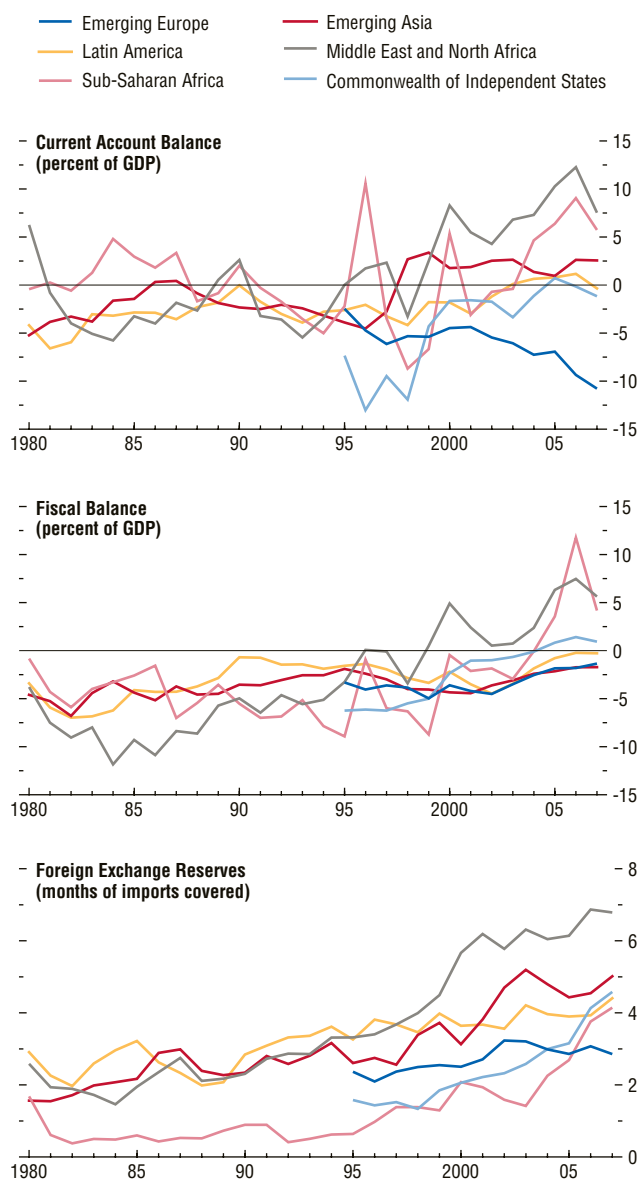 Emerging Europe
Emerging Asia
Latin America
Middle East and North Africa
Sub-Saharan Africa
Commonwealth of Independent States
Current Account Balance
(percent of GDP)
15
10
5
0
-5
-10
-15
1980 85 90 95 2000 05
Fiscal Balance
(percent of GDP)
15
10
5
0
-5
-10
-15
1980 85 90 95 2000 05
Foreign Exchange Reserves
(months of imports covered)
8
6
4
2
0
1980 85 90 95 2000 05